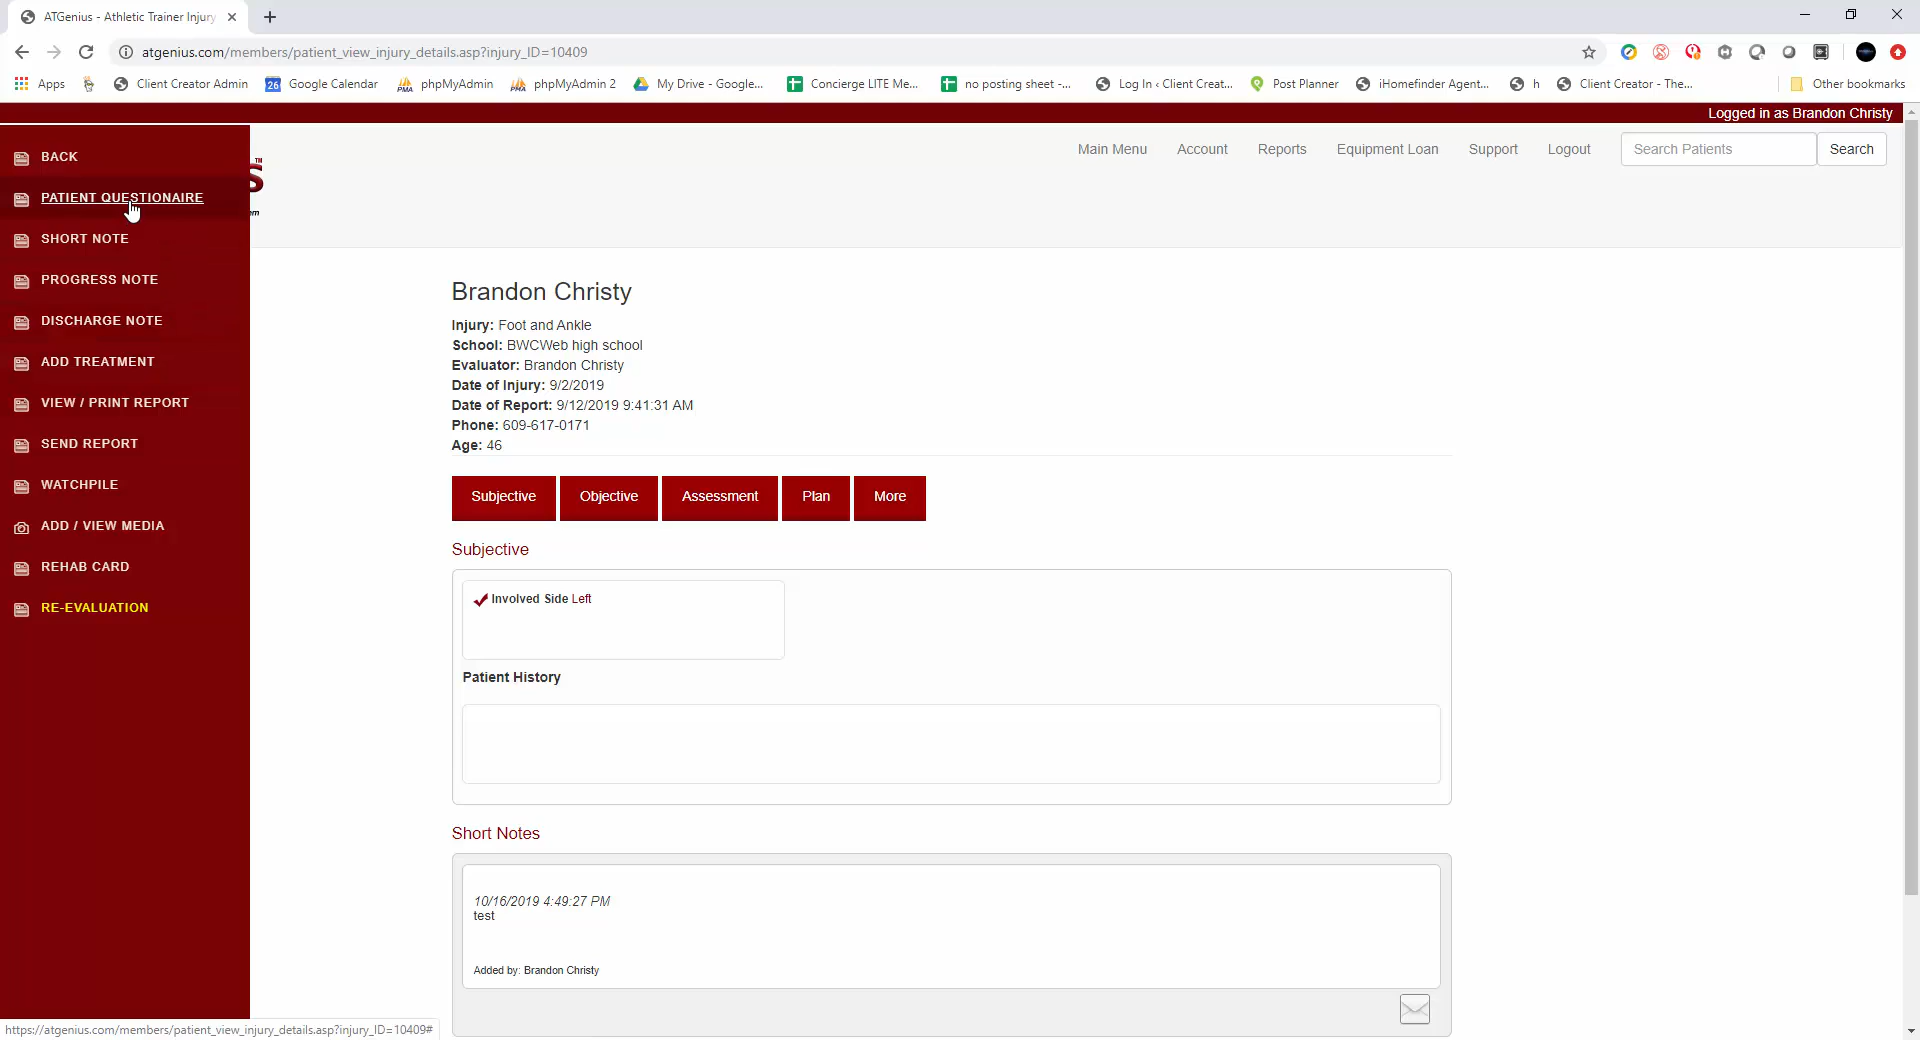 ATGenius - Athletic Trainer Injury
atgenius.com/members/patient_view_injury_details.asp?injury_ID=10409
Apps
Client Creator Admin
26
Google Calendar
PMA
phpMyAdmin
PMA
phpMyAdmin 2
My Drive - Google...
Concierge LITE Me...
no posting sheet -...
Log In ‹ Client Creat...
Post Planner
iHomefinder Agent...
h
Client Creator - The...
Other bookmarks
Logged in as Brandon Christy
BACK
PATIENT QUESTIONAIRE
SHORT NOTE
PROGRESS NOTE
DISCHARGE NOTE
ADD TREATMENT
VIEW / PRINT REPORT
SEND REPORT
WATCHPILE
ADD / VIEW MEDIA
REHAB CARD
RE-EVALUATION
s™
em
Main Menu
Account
Reports
Equipment Loan
Support
Logout
Search Patients
Search
Brandon Christy
Injury: Foot and Ankle
School: BWCWeb high school
Evaluator: Brandon Christy
Date of Injury: 9/2/2019
Date of Report: 9/12/2019 9:41:31 AM
Phone: 609-617-0171
Age: 46
Subjective
Objective
Assessment
Plan
More
Subjective
Involved Side Left
Patient History
Short Notes
10/16/2019 4:49:27 PM
test
Added by: Brandon Christy
https://atgenius.com/members/patient_view_injury_details.asp?injury_ID=10409#